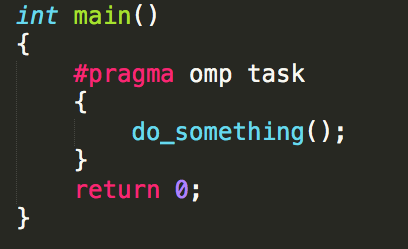 int main()
{
    #pragma omp task
    {
        do_something();
    }
    return 0;
}